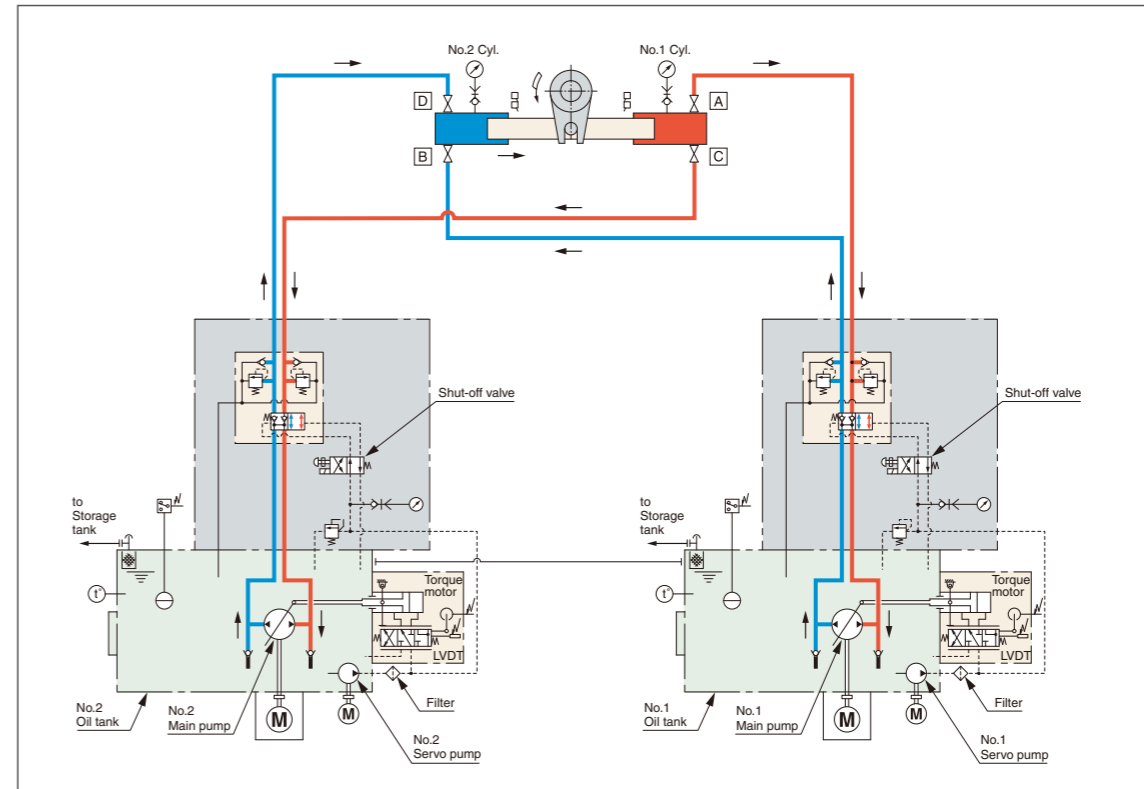 No.2 Cyl.
No.1 Cyl.
D
A
B
C
Shut-off valve
Shut-off valve
to
Storage
tank
to
Storage
tank
t°
Torque
motor
LVDT
t°
Torque
motor
LVDT
No.2
Oil tank
No.2
Main pump
M
M
Filter
No.2
Servo pump
No.1
Oil tank
No.1
Main pump
M
M
Filter
No.1
Servo pump